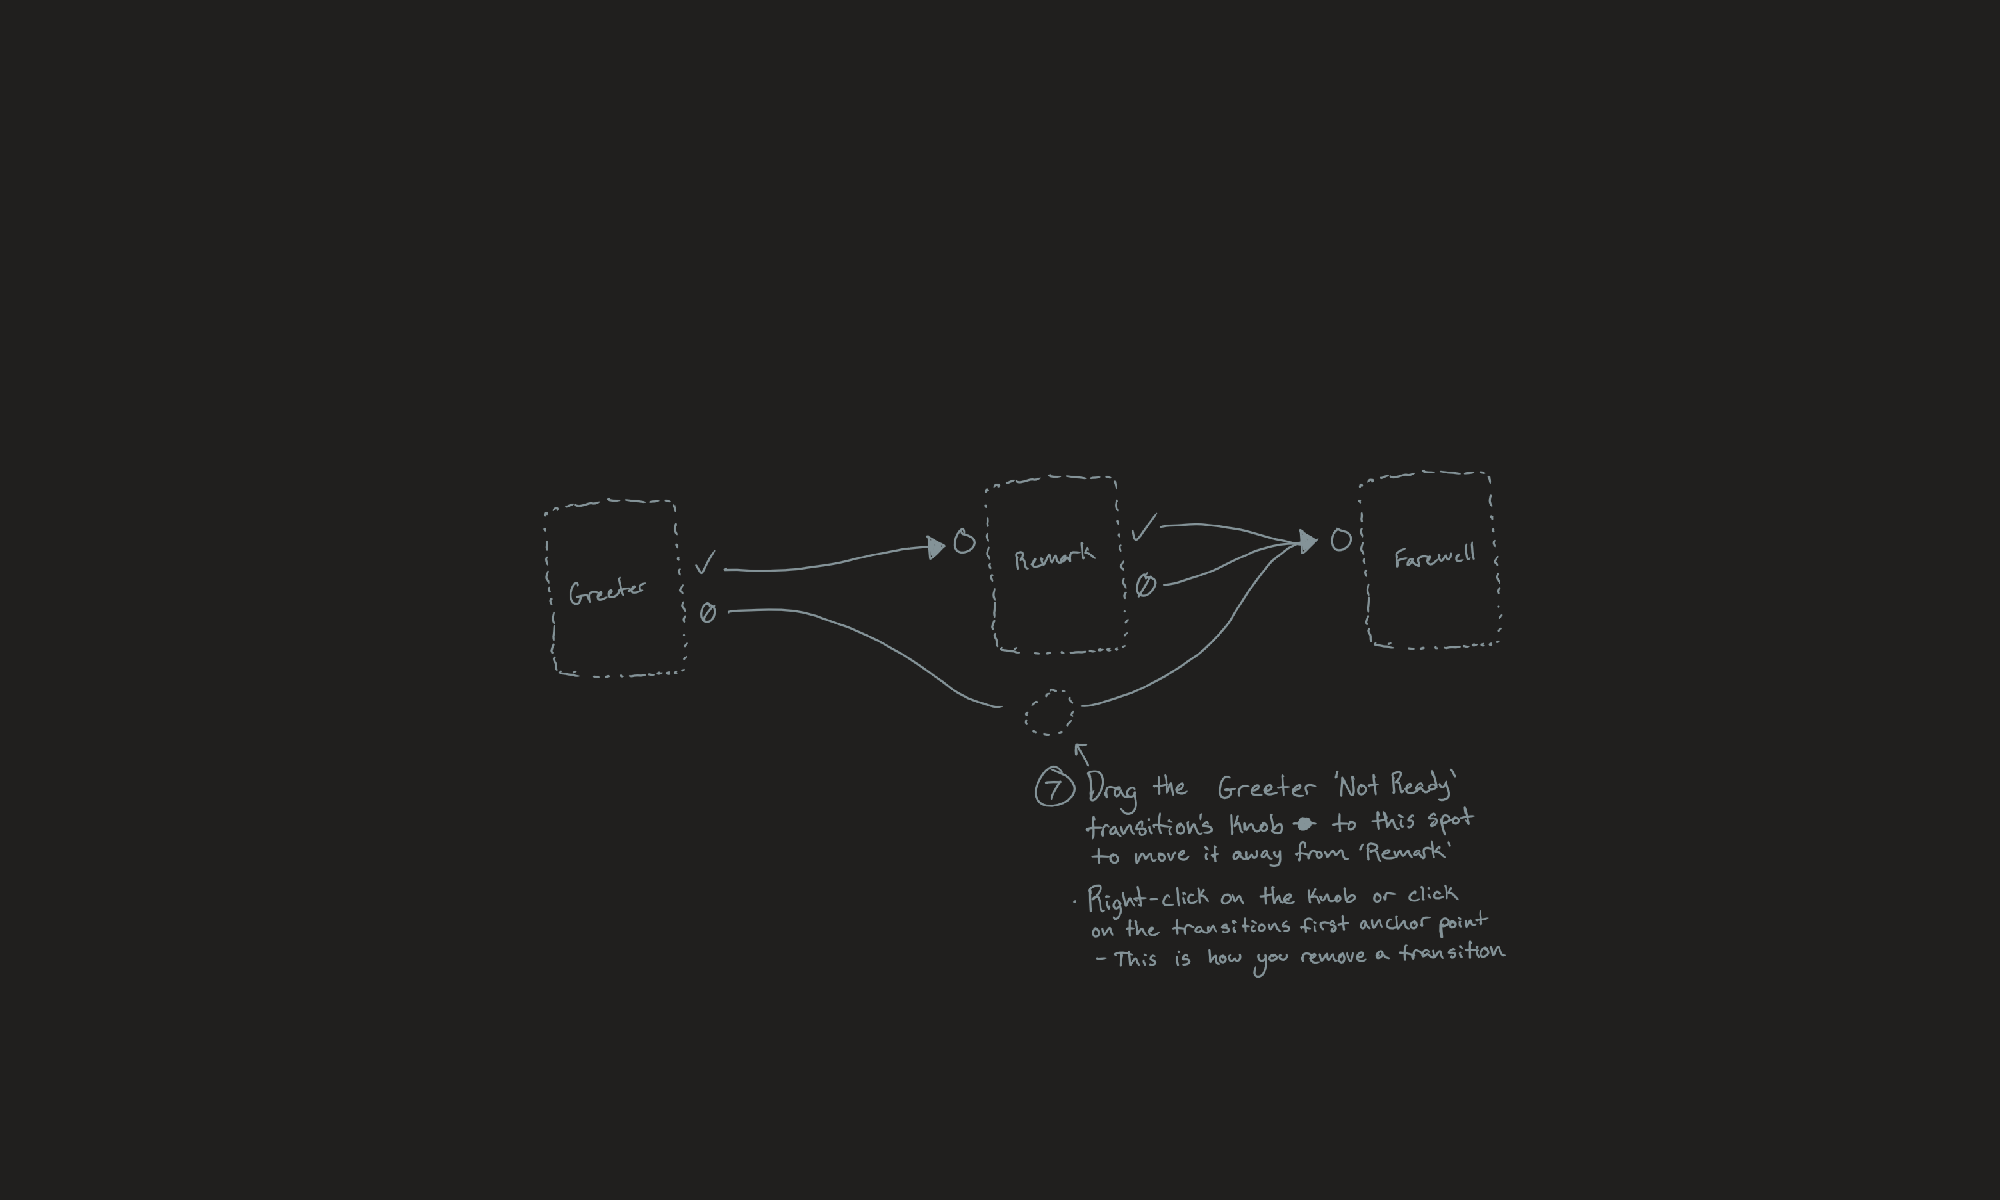 Greeter
Remark
Farewell
7 Drag the Greeter 'Not Ready'
transition's Knob to this spot
to move it away from 'Remark'
· Right-click on the Knob or click
on the transitions first anchor point
- This is how you remove a transition